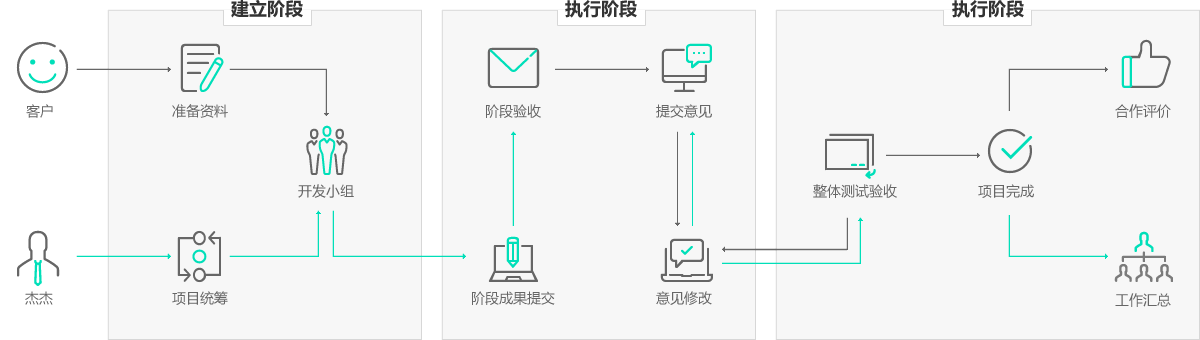 建立阶段
执行阶段
执行阶段
客户
准备资料
开发小组
杰杰
项目统筹
阶段验收
提交意见
阶段成果提交
意见修改
整体测试验收
项目完成
合作评价
工作汇总